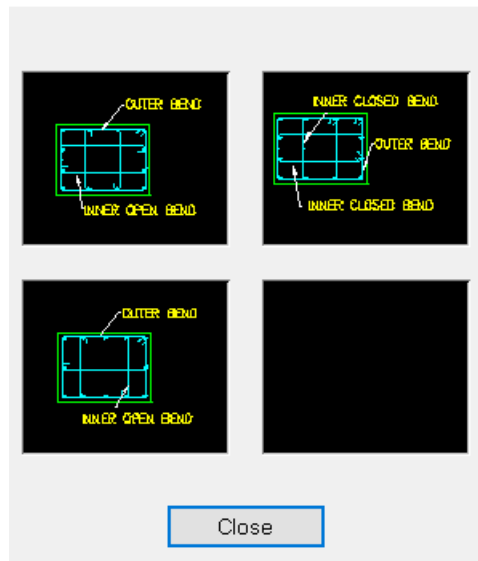 OUTER BEND
INNER OPEN BEND
INNER CLOSED BEND
OUTER BEND
INNER CLOSED BEND
OUTER BEND
INNER OPEN BEND
Close